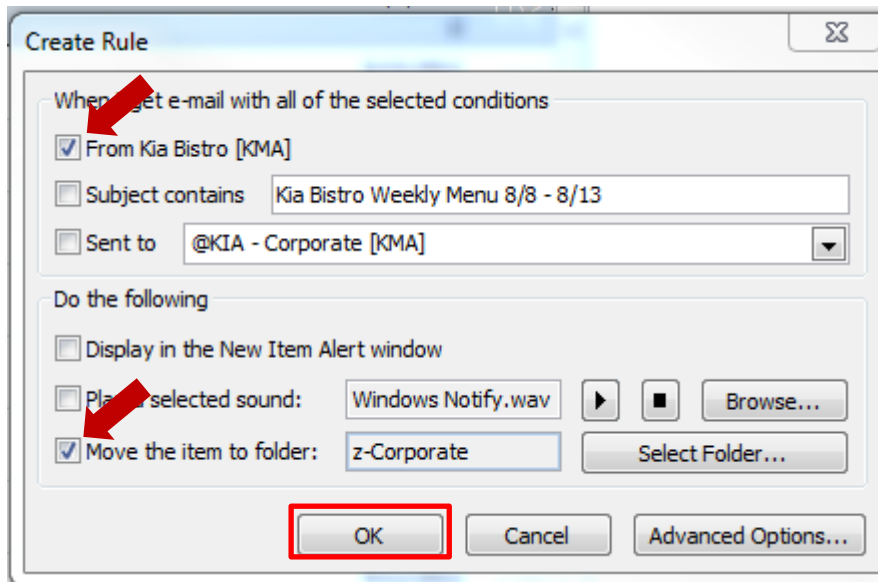 Create Rule
When get e-mail with all of the selected conditions
From Kia Bistro [KMA]
Subject contains Kia Bistro Weekly Menu 8/8 - 8/13
Sent to @KIA - Corporate [KMA]
Do the following
Display in the New Item Alert window
selected sound: Windows Notify.wav Browse...
Move the item to folder: z-Corporate Select Folder...
OK Cancel Advanced Options...